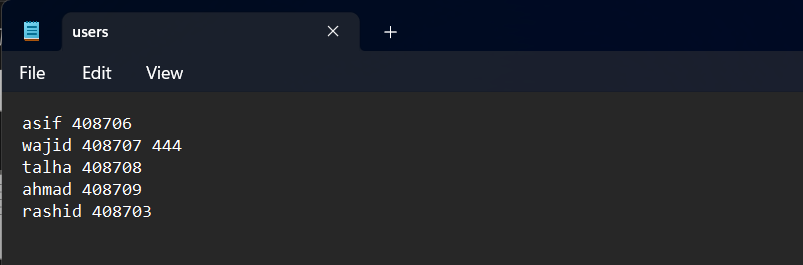 users
File Edit View
asif 408706
wajid 408707 444
talha 408708
ahmad 408709
rashid 408703